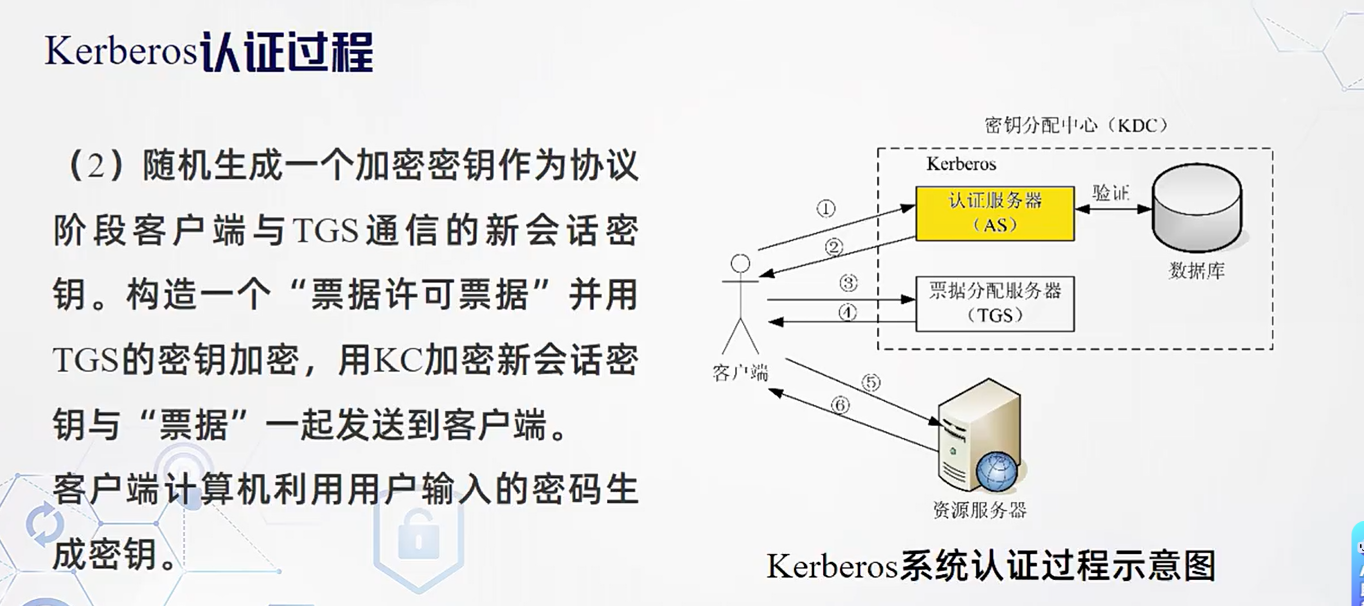 Kerberos认证过程
（2）随机生成一个加密密钥作为协议
阶段客户端与TGS通信的新会话密
钥。构造一个“票据许可票据”并用
TGS的密钥加密，用KC加密新会话密
钥与“票据”一起发送到客户端。
客户端计算机利用用户输入的密码生
成密钥。
密钥分配中心（KDC）
Kerberos
认证服务器
（AS）
验证
数据库
票据分配服务器
（TGS）
①
②
③
④
客户端
⑤
⑥
资源服务器
Kerberos系统认证过程示意图